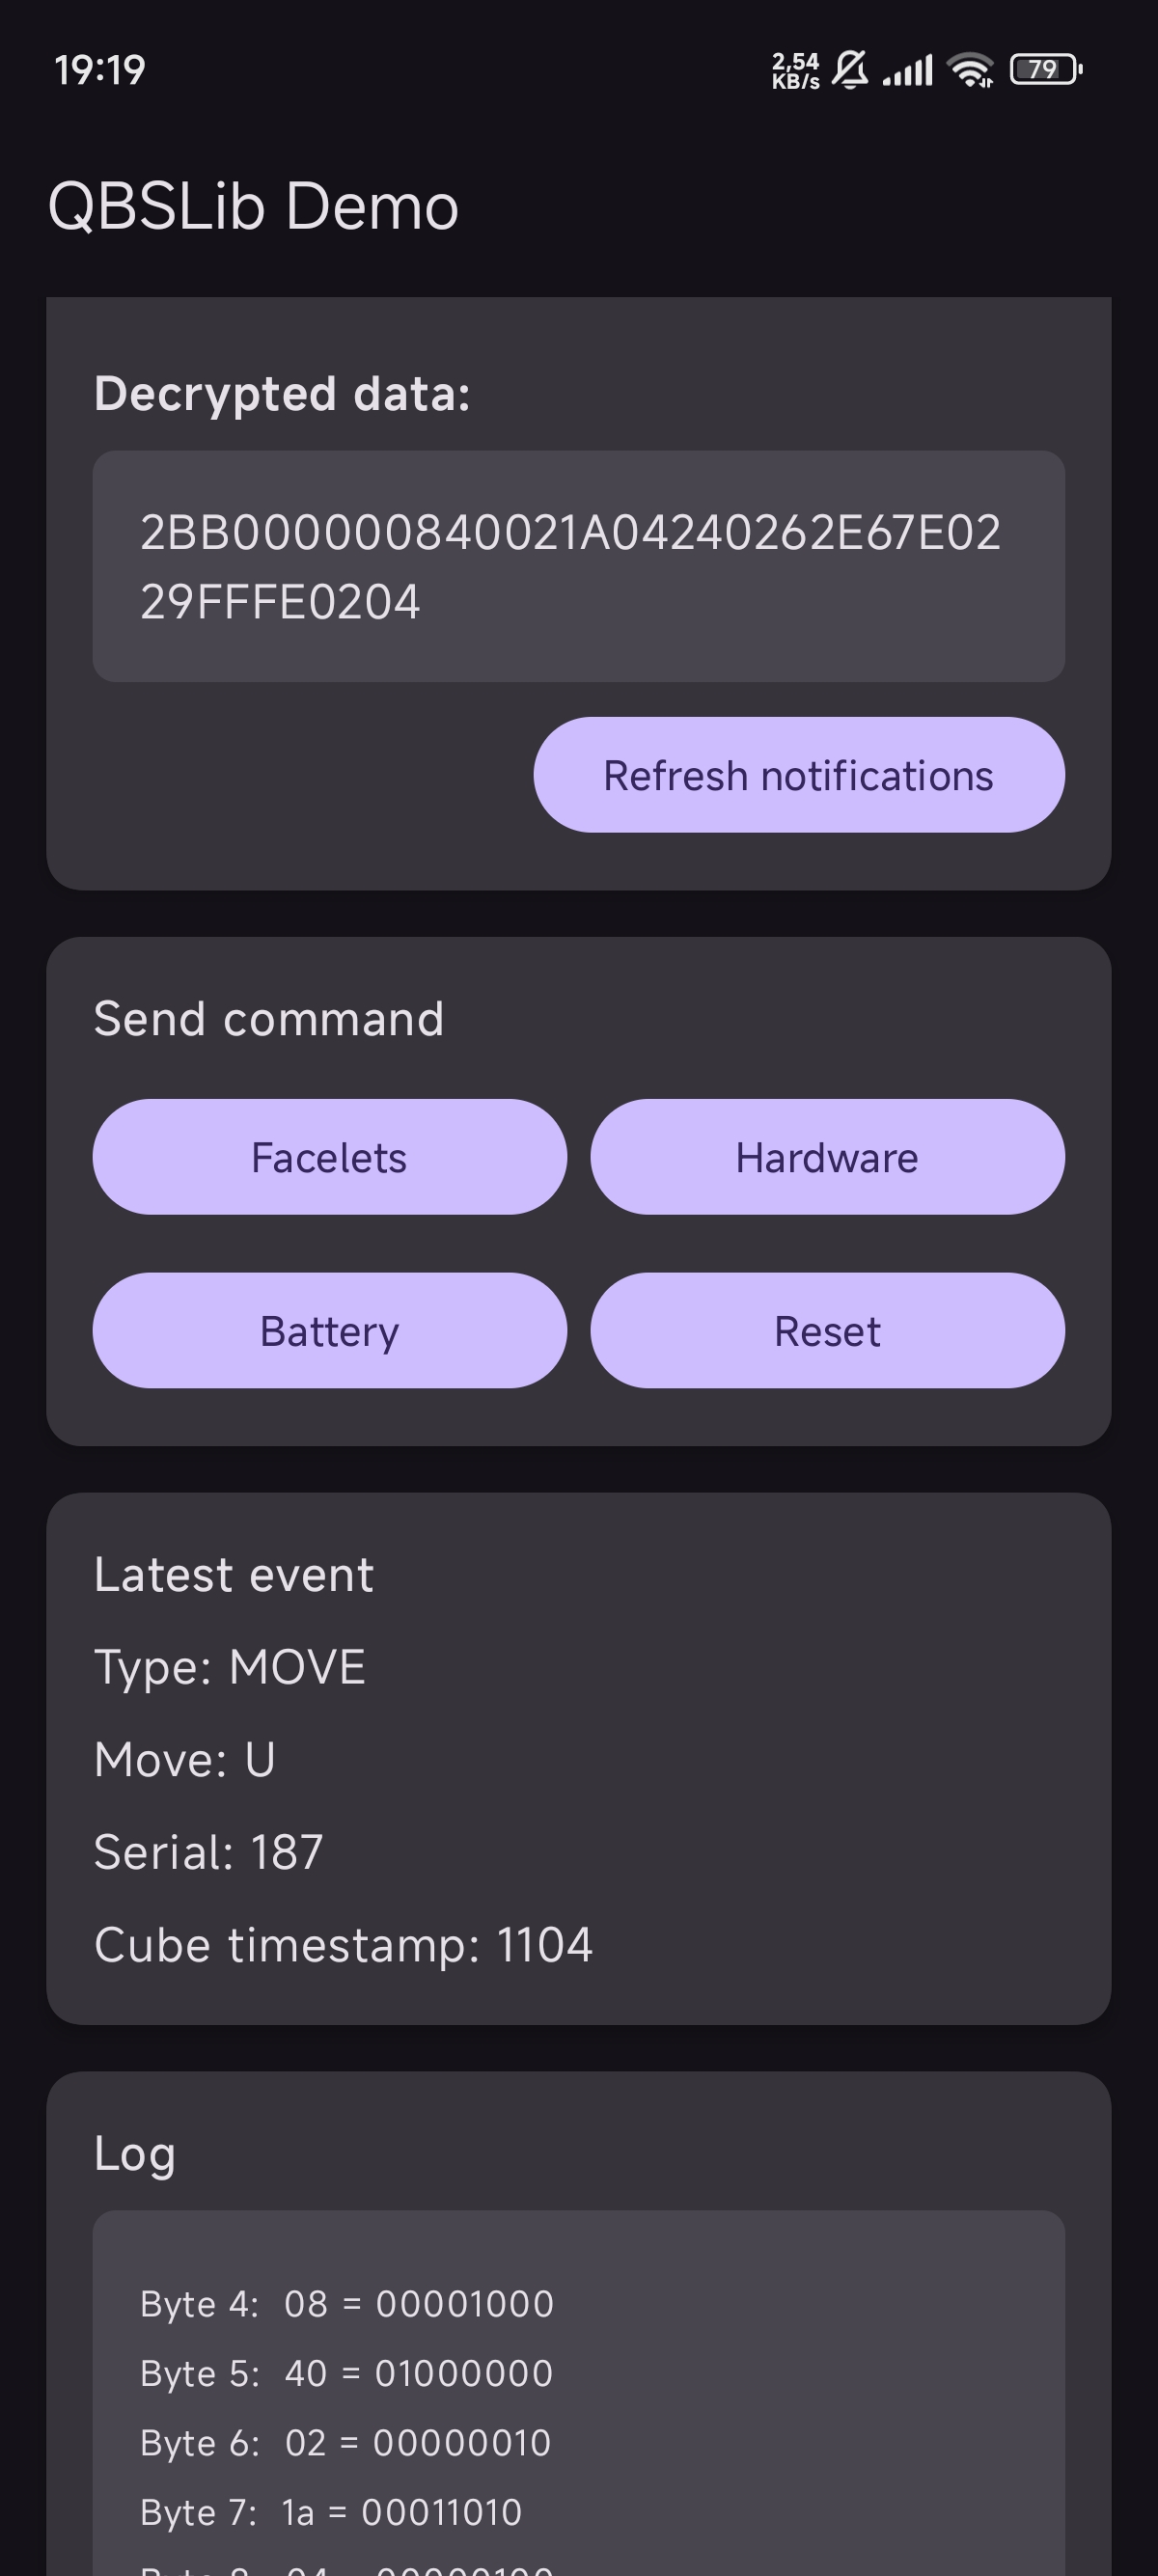 19:19
2,54
KB/s
79
QBSLib Demo
Decrypted data:
2BB000000840021A04240262E67E02
29FFFE0204
Refresh notifications
Send command
Facelets
Hardware
Battery
Reset
Latest event
Type: MOVE
Move: U
Serial: 187
Cube timestamp: 1104
Log
Byte 4: 08 = 00001000
Byte 5: 40 = 01000000
Byte 6: 02 = 00000010
Byte 7: 1a = 00011010